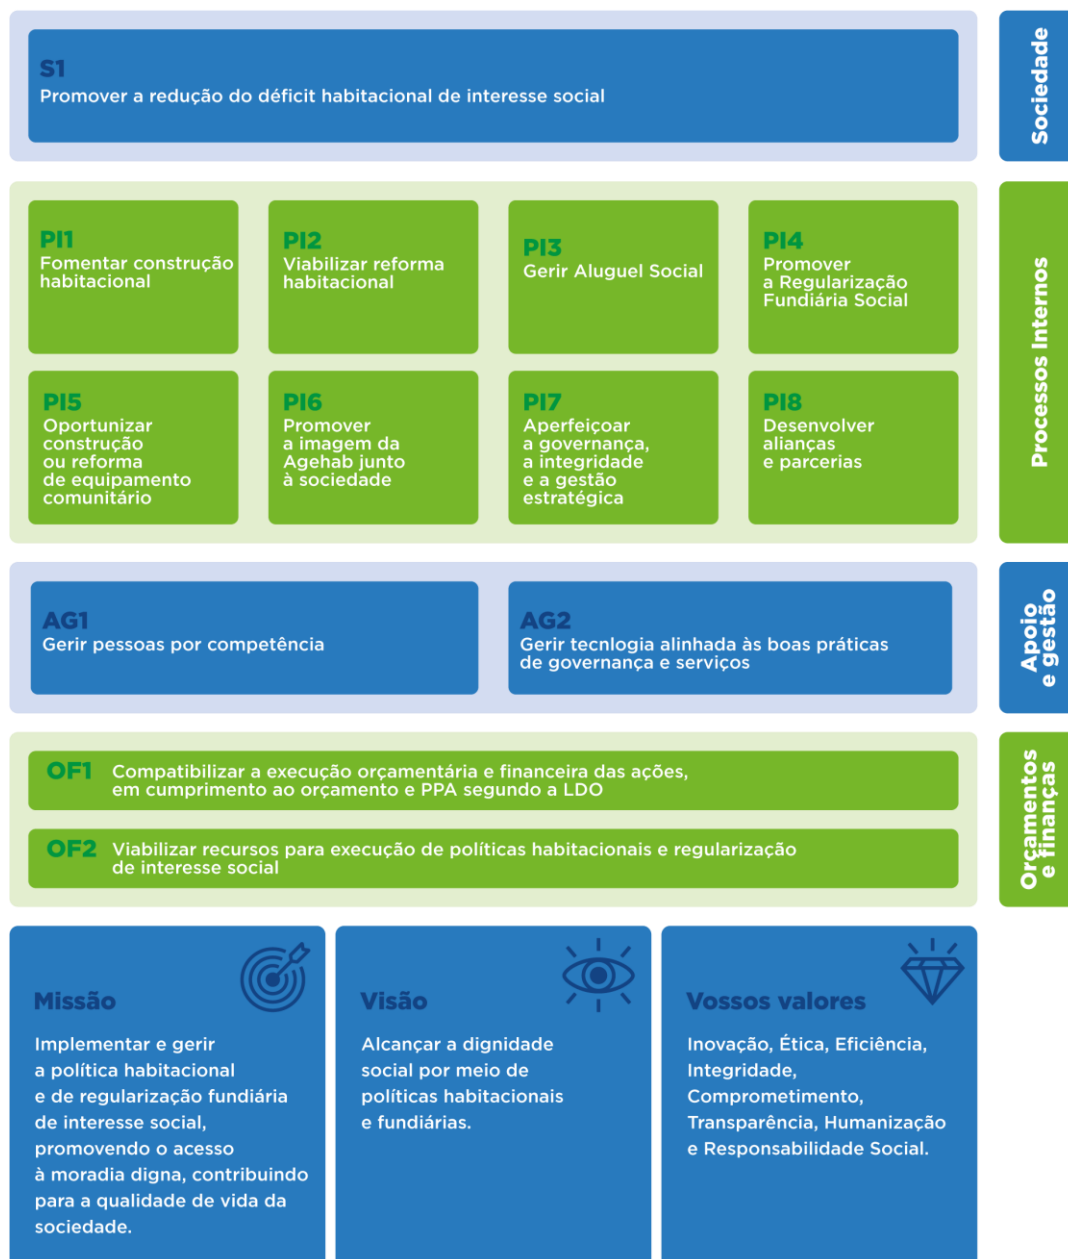 S1
Promover a redução do déficit habitacional de interesse social
Sociedade
PI1
Fomentar construção
habitacional
PI2
Viabilizar reforma
habitacional
PI3
Gerir Aluguel Social
PI4
Promover
a Regularização
Fundiária Social
PI5
Oportunizar
construção
ou reforma
de equipamento
comunitário
PI6
Promover
a imagem da
Agehab junto
à sociedade
PI7
Aperfeiçoar
a governança,
a integridade
e a gestão
estratégica
PI8
Desenvolver
alianças
e parcerias
Processos Internos
AG1
Gerir pessoas por competência
AG2
Gerir tecnlogia alinhada às boas práticas
de governança e serviços
Apoio
e gestão
OF1
Compatibilizar a execução orçamentária e financeira das ações,
em cumprimento ao orçamento e PPA segundo a LDO
OF2
Viabilizar recursos para execução de políticas habitacionais e regularização
de interesse social
Orçamentos
e finanças
Missão
Implementar e gerir
a política habitacional
e de regularização fundiária
de interesse social,
promovendo o acesso
à moradia digna, contribuindo
para a qualidade de vida da
sociedade.
Visão
Alcançar a dignidade
social por meio de
políticas habitacionais
e fundiárias.
Vossos valores
Inovação, Ética, Eficiência,
Integridade,
Comprometimento,
Transparência, Humanização
e Responsabilidade Social.